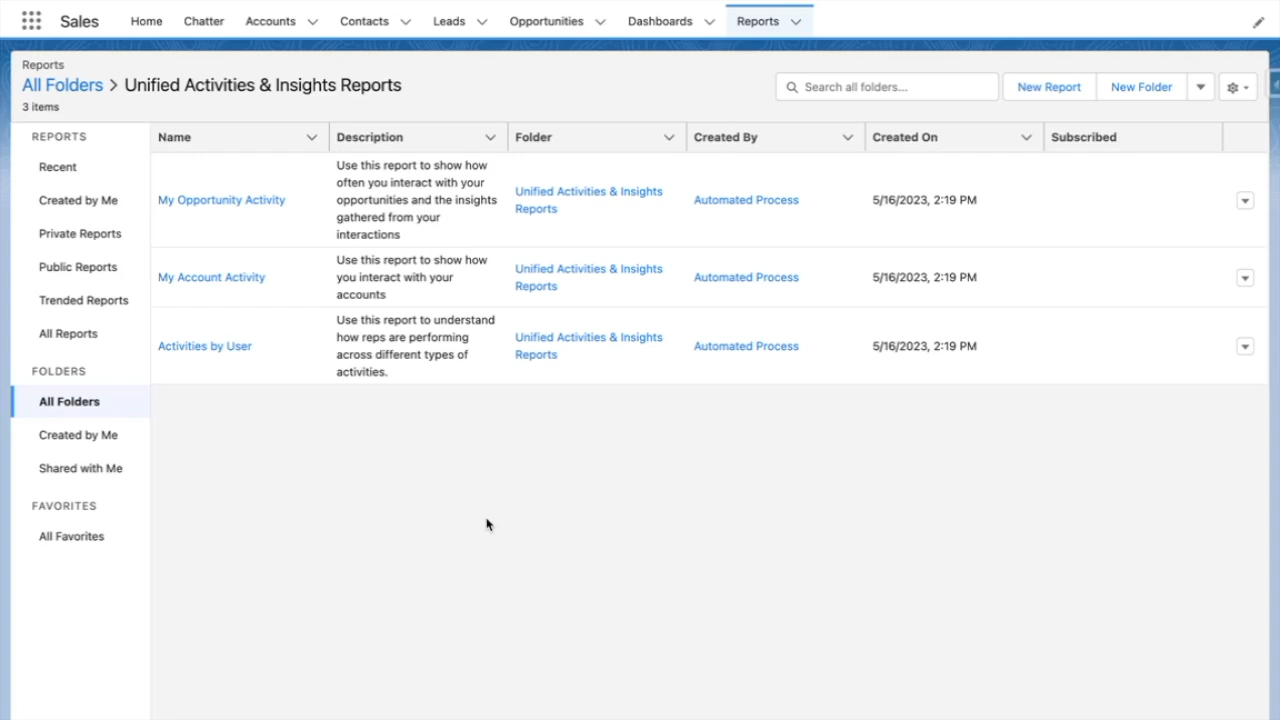 Sales Home Chatter Accounts Contacts Leads Opportunities Dashboards Reports
Reports
All Folders > Unified Activities & Insights Reports
3 items
Search all folders...
New Report
New Folder
REPORTS
Recent
Created by Me
Private Reports
Public Reports
Trended Reports
All Reports
FOLDERS
All Folders
Created by Me
Shared with Me
FAVORITES
All Favorites
Name Description Folder Created By Created On Subscribed
My Opportunity Activity
Use this report to show how
often you interact with your
opportunities and the insights
gathered from your
interactions
Unified Activities & Insights
Reports
Automated Process
5/16/2023, 2:19 PM
My Account Activity
Use this report to show how
you interact with your
accounts
Unified Activities & Insights
Reports
Automated Process
5/16/2023, 2:19 PM
Activities by User
Use this report to understand
how reps are performing
across different types of
activities.
Unified Activities & Insights
Reports
Automated Process
5/16/2023, 2:19 PM